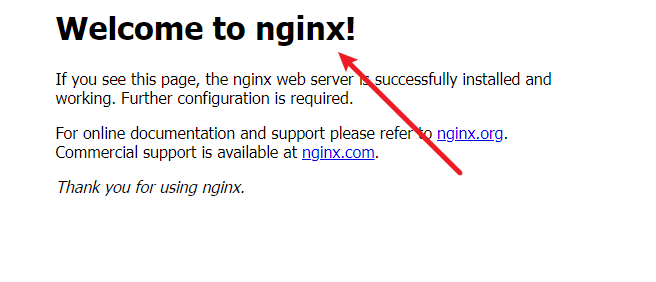 Welcome to nginx!
If you see this page, the nginx web server is successfully installed and
working. Further configuration is required.
For online documentation and support please refer to nginx.org.
Commercial support is available at nginx.com.
Thank you for using nginx.